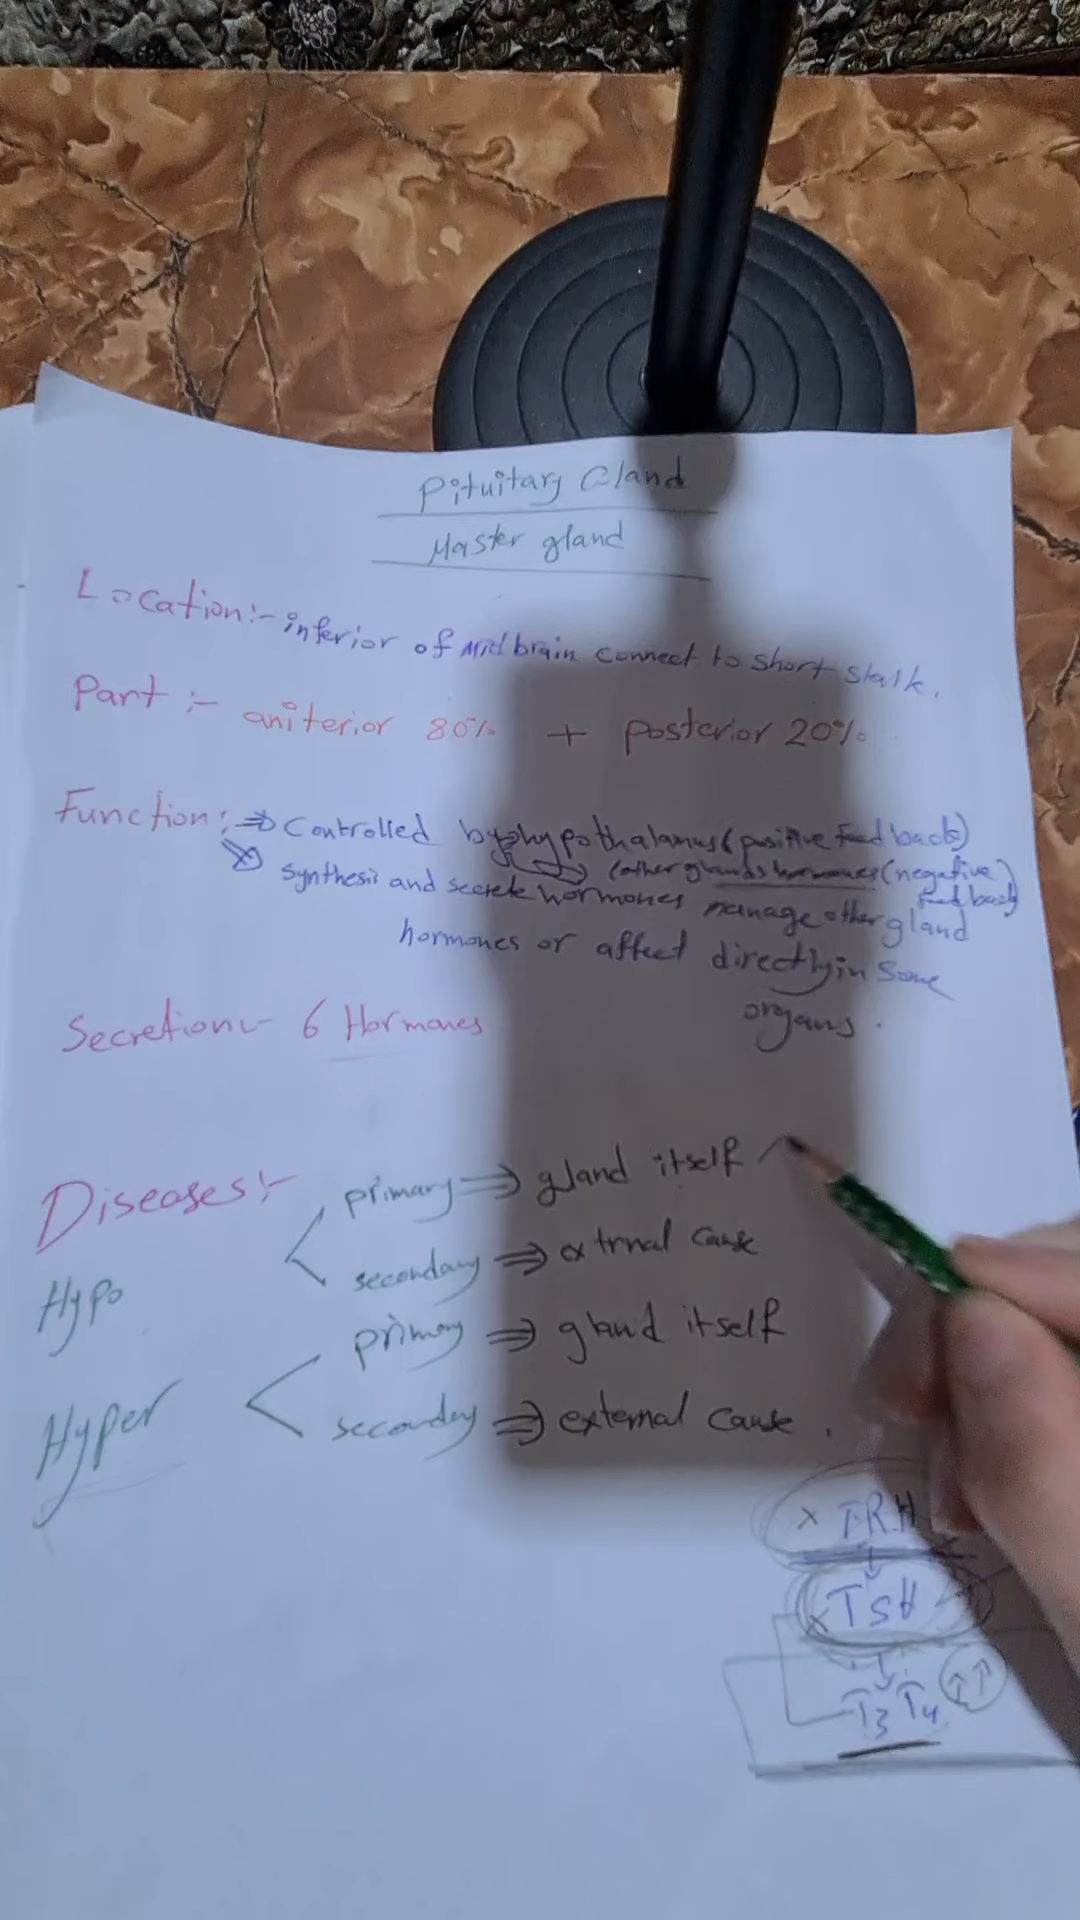 Pituitary Gland
Master gland
Location:- inferior of Midbrain connect to short stalk.
Part :- aniterior 80% + posterior 20%
Function: ⇒ Controlled by hypothalamus (positive Feed back)
(other glands hormones (negative Feed back)
synthesis and secrete hormones manage other gland
hormones or affect directly in some
organs.
Secretion:- 6 Hormones
Diseases:-
primary ⇒ gland itself
Hypo
secondary ⇒ extrnal cause
primary ⇒ gland itself
Hyper
seconday ⇒ external cause.
x TRH
↓
x TSH
↓
T3 T4 ↑↑